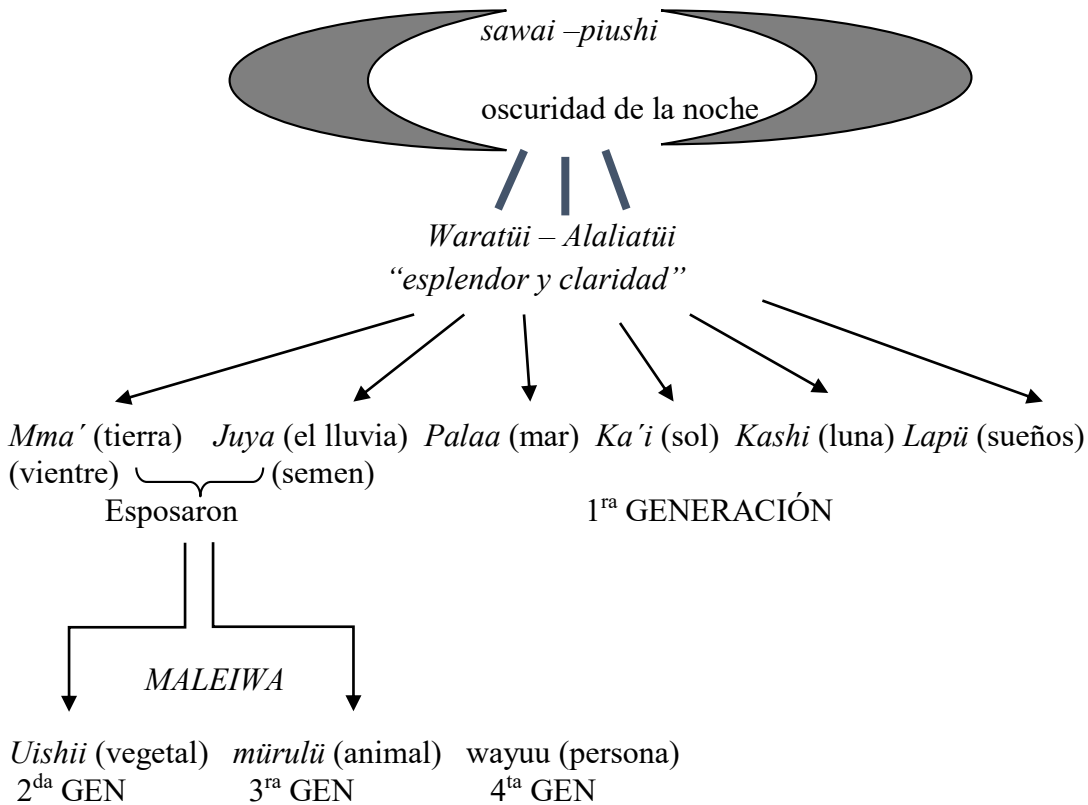 sawai –piushi
oscuridad de la noche
Waratüi – Alaliatüi
“esplendor y claridad”
Mma´ (tierra) Juya (el lluvia) Palaa (mar) Ka´i (sol) Kashi (luna) Lapü (sueños)
(vientre) (semen)
Esposaron 1ra GENERACIÓN
MALEIWA
Uishii (vegetal) mürulü (animal) wayuu (persona)
2da GEN 3ra GEN 4ta GEN